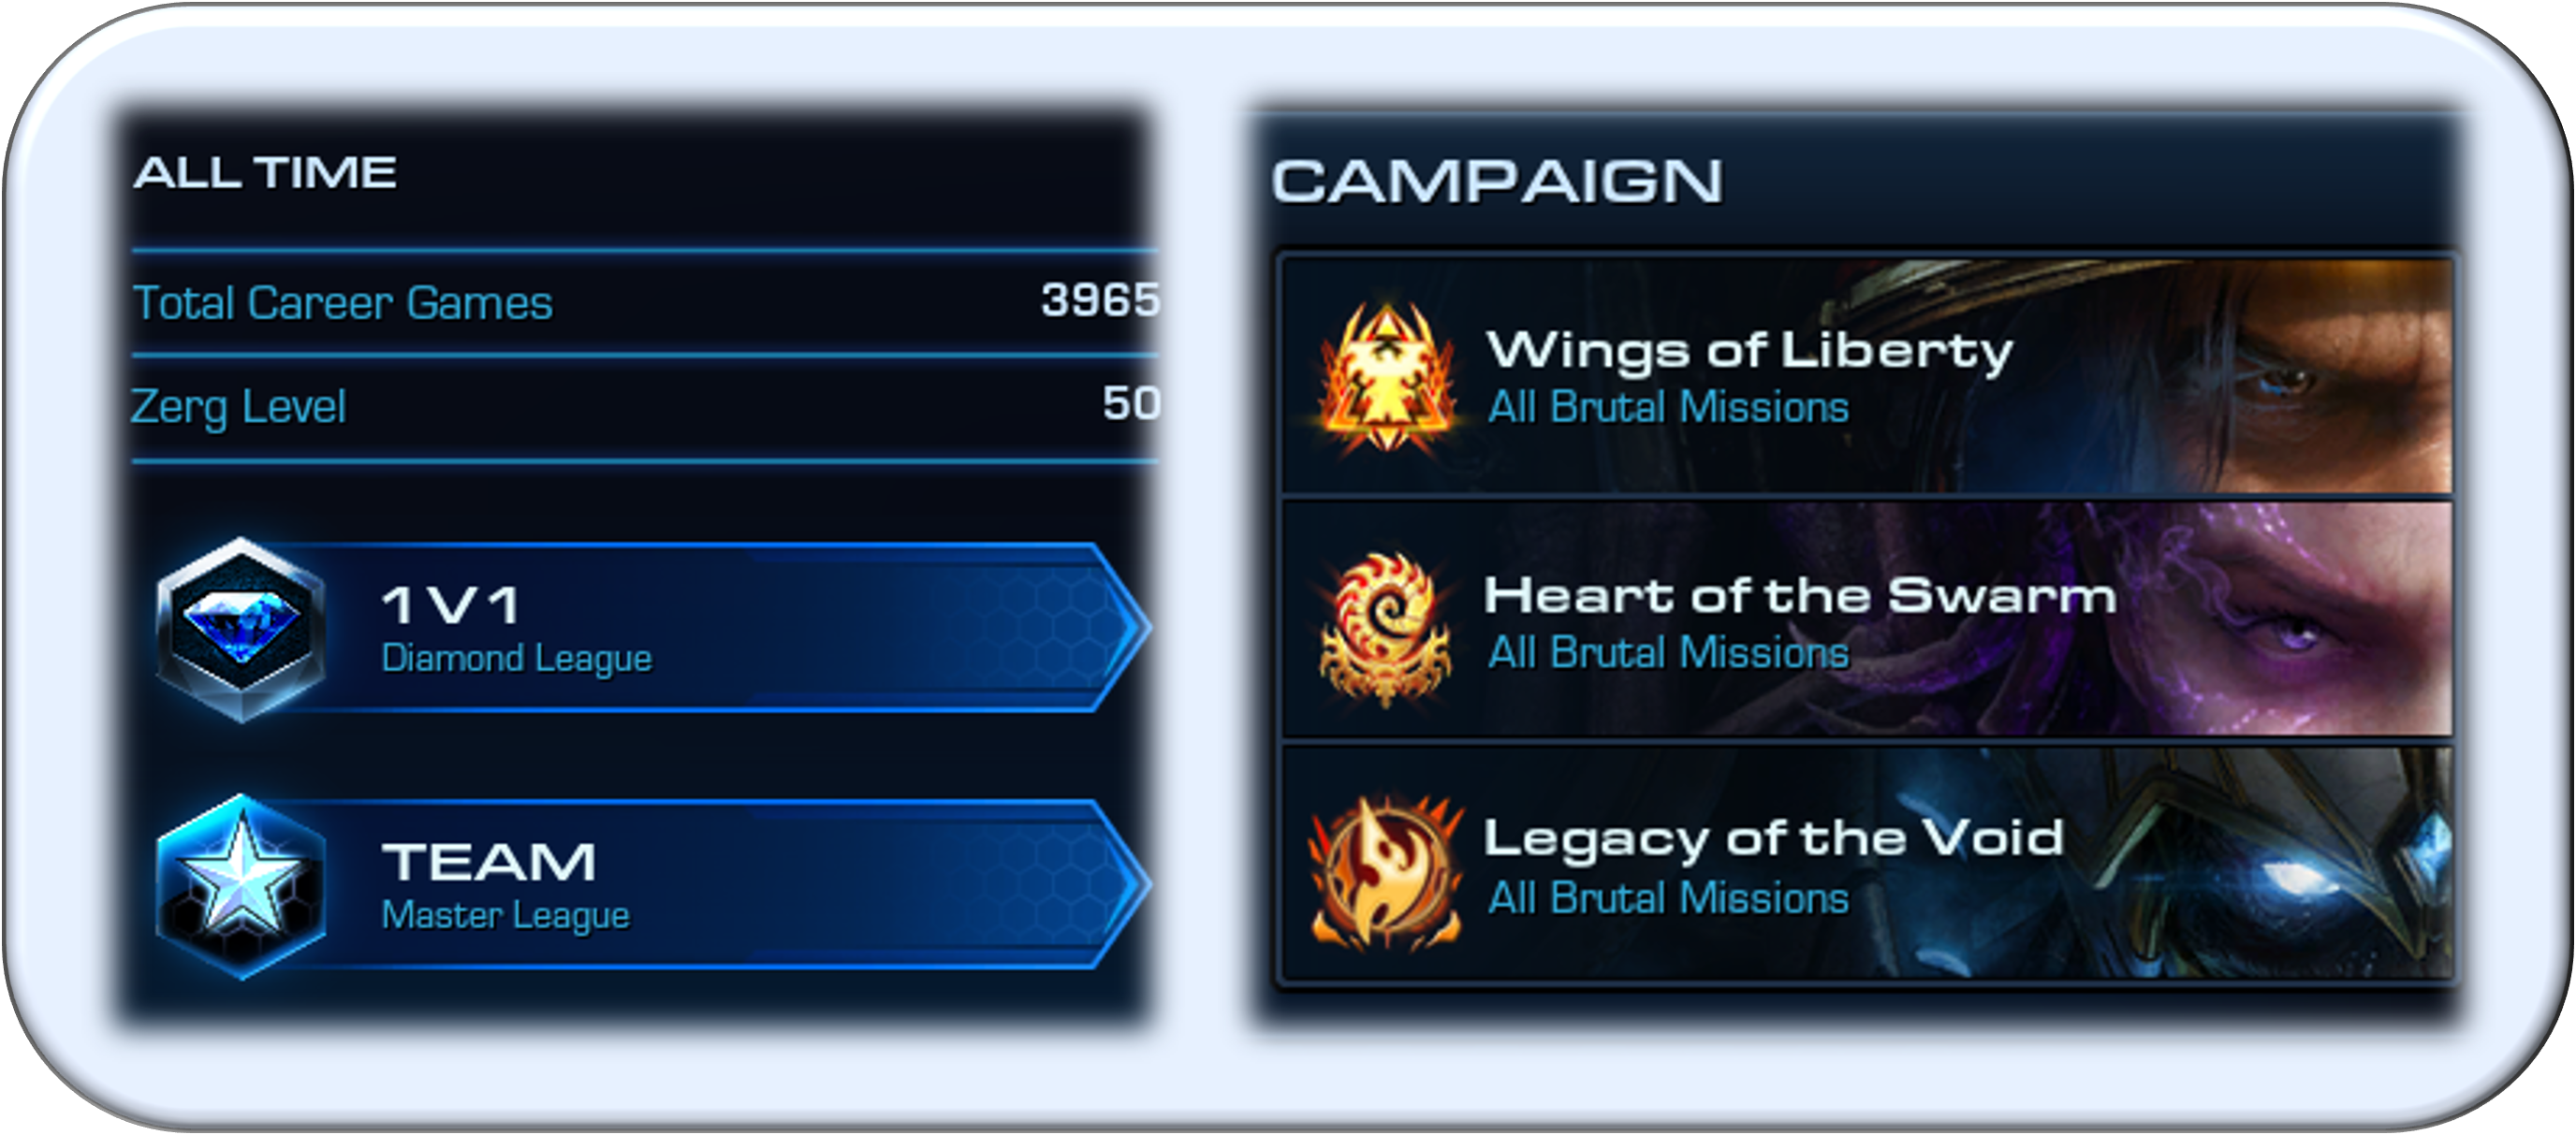 ALL TIME
Total Career Games 3965
Zerg Level 50
1V1
Diamond League
TEAM
Master League
CAMPAIGN
Wings of Liberty
All Brutal Missions
Heart of the Swarm
All Brutal Missions
Legacy of the Void
All Brutal Missions